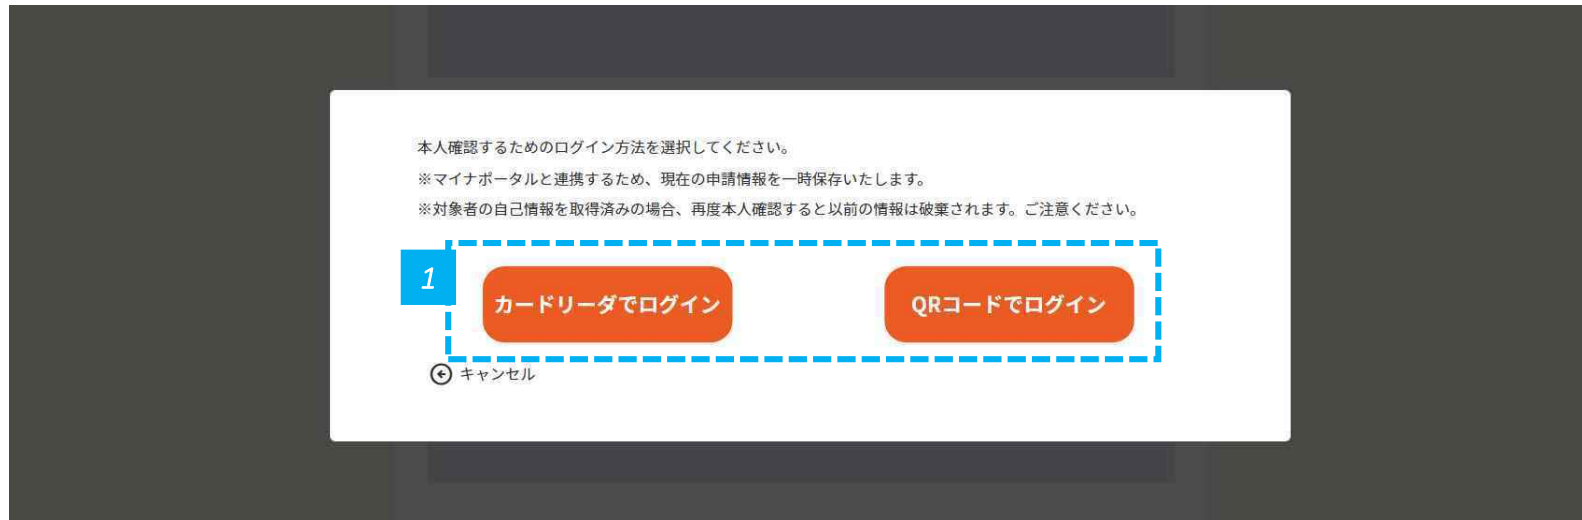 本人確認するためのログイン方法を選択してください。
※マイナポータルと連携するため、現在の申請情報を一時保存いたします。
※対象者の自己情報を取得済みの場合、再度本人確認すると以前の情報は破棄されます。ご注意ください。
1
カードリーダでログイン
QRコードでログイン
キャンセル